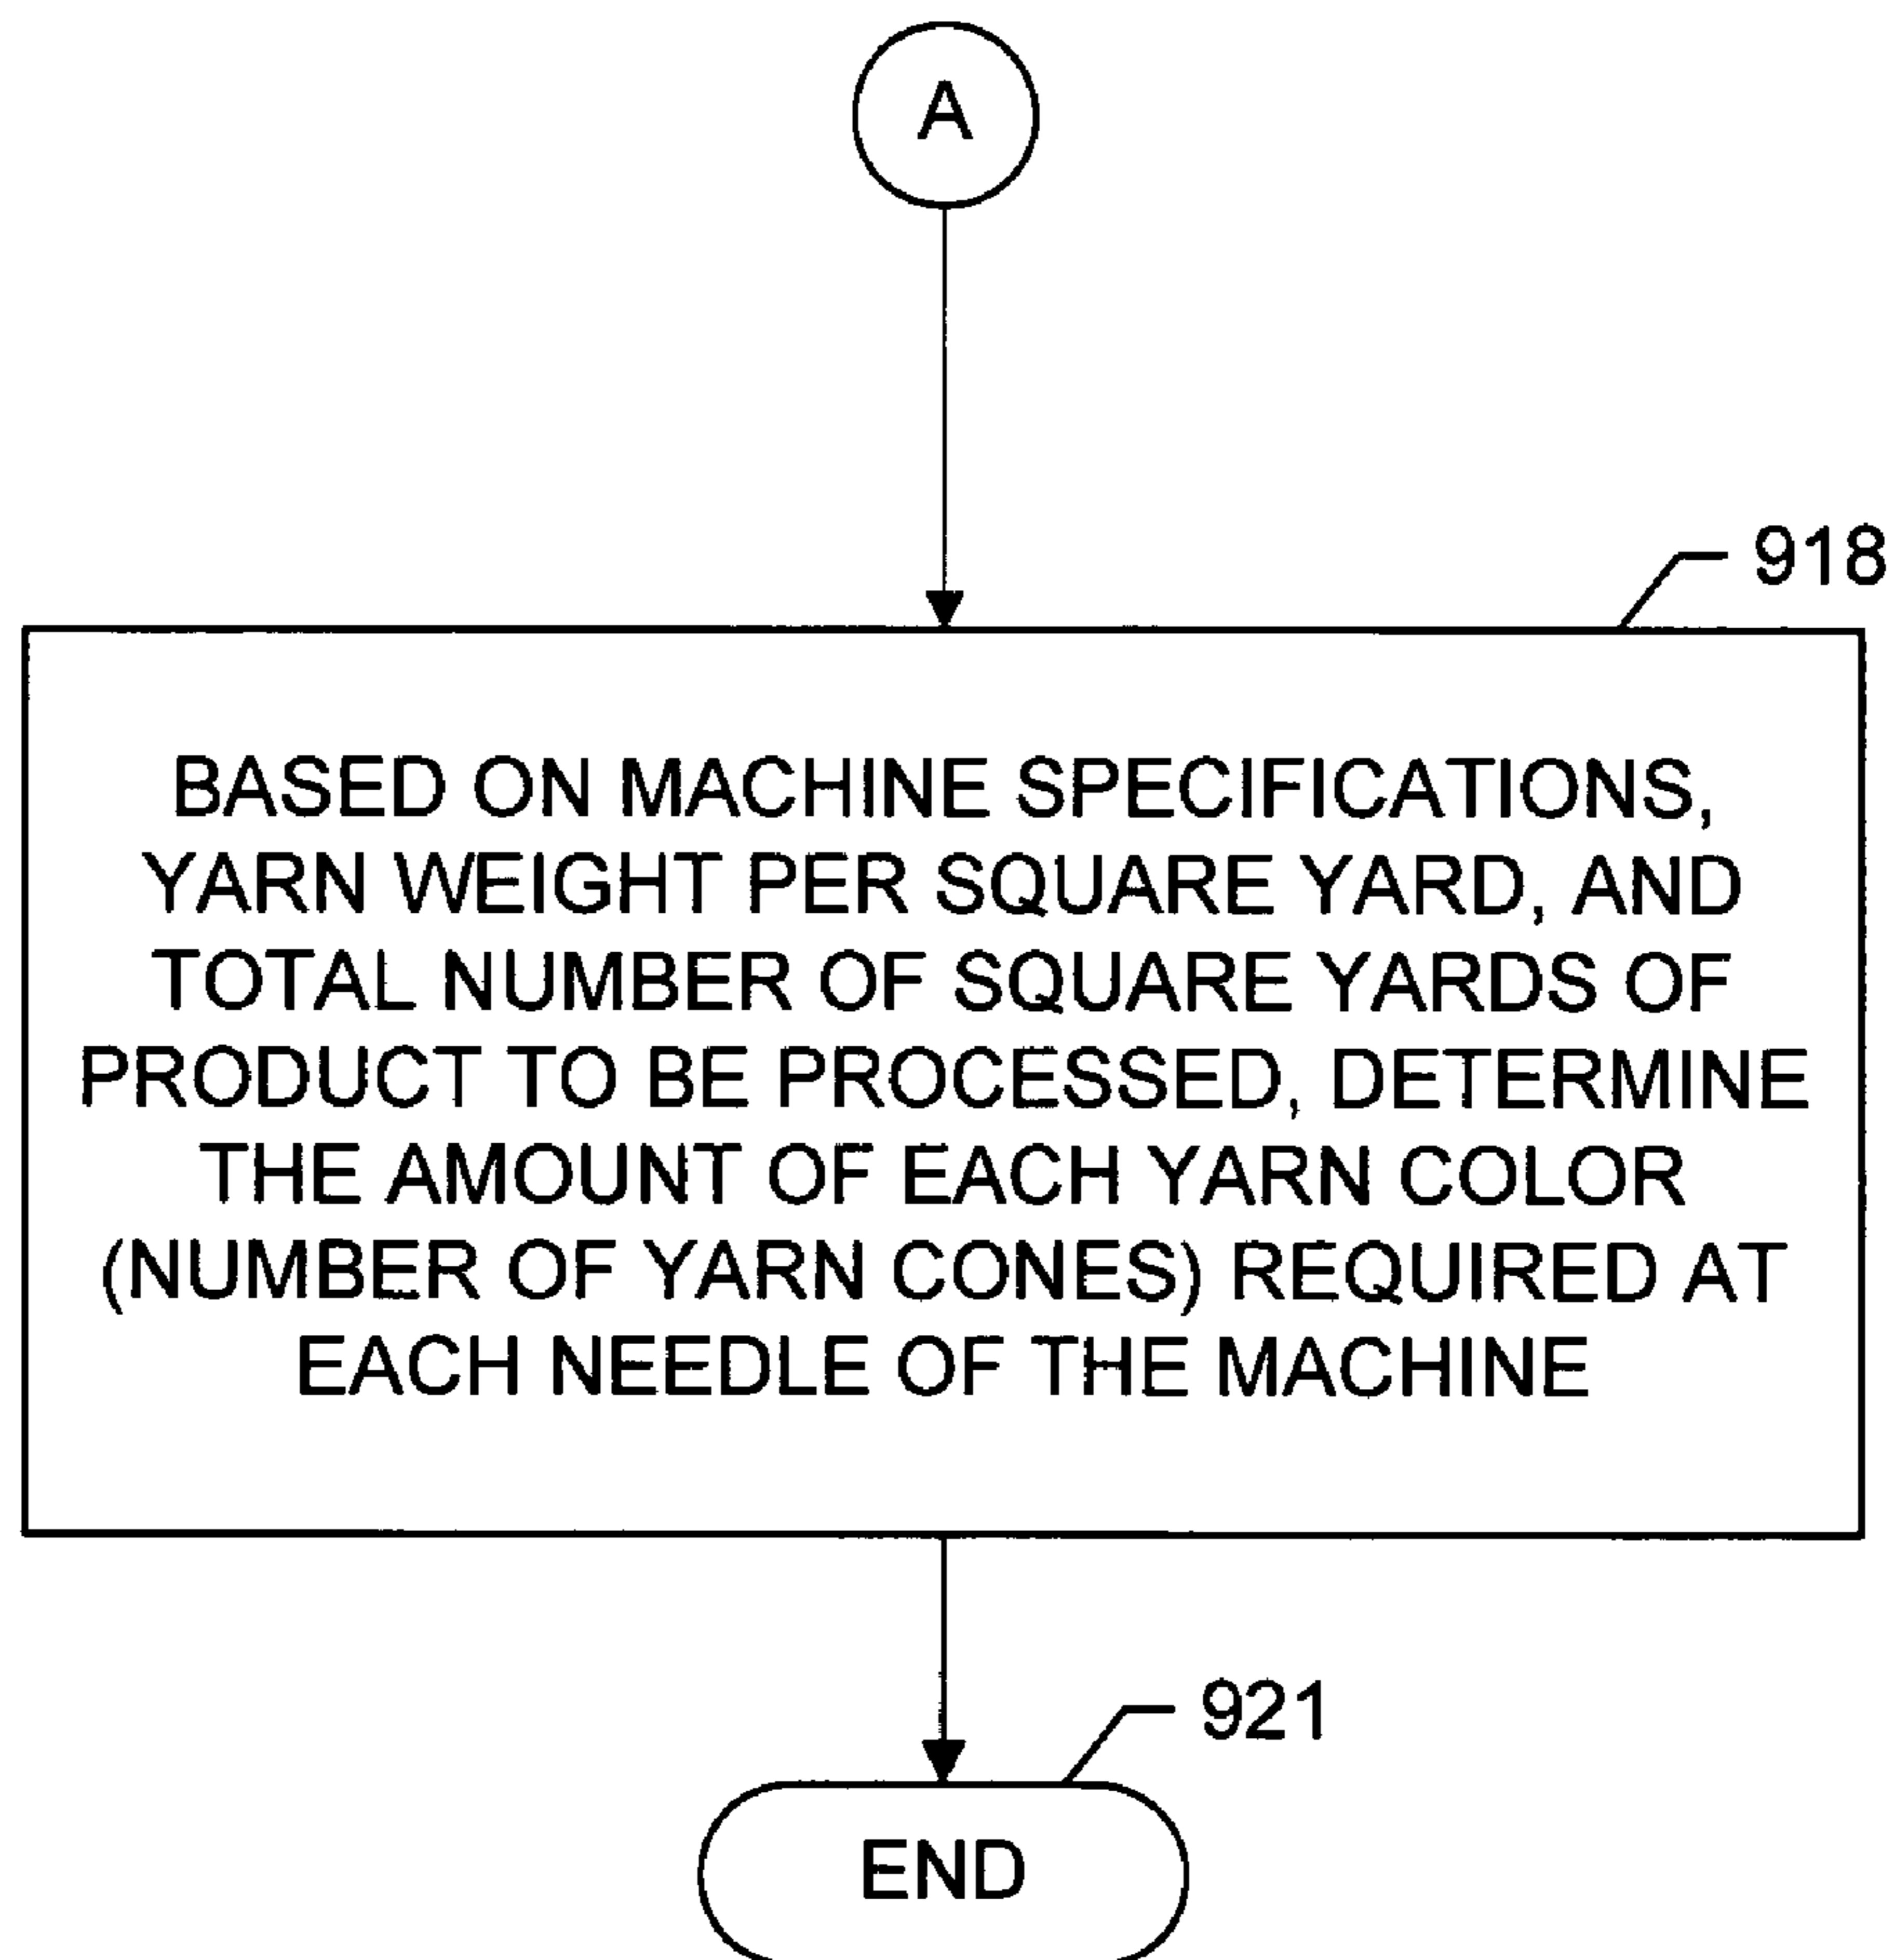 A
918
BASED ON MACHINE SPECIFICATIONS,
YARN WEIGHT PER SQUARE YARD, AND
TOTAL NUMBER OF SQUARE YARDS OF
PRODUCT TO BE PROCESSED, DETERMINE
THE AMOUNT OF EACH YARN COLOR
(NUMBER OF YARN CONES) REQUIRED AT
EACH NEEDLE OF THE MACHINE
921
END